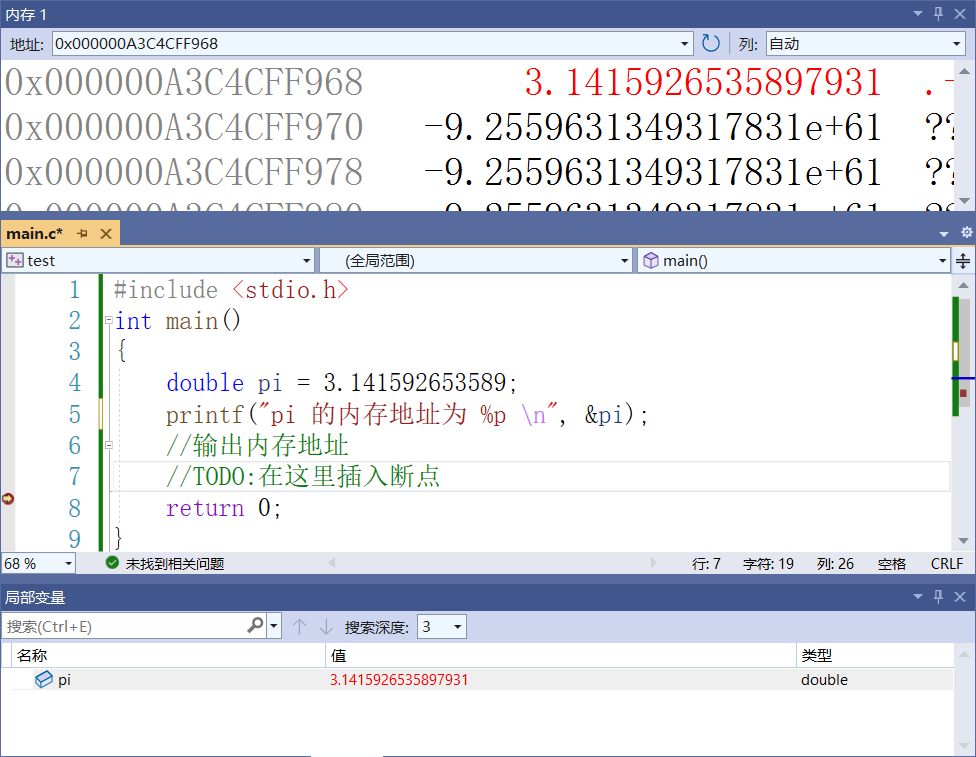 内存 1
地址: 0x000000A3C4CFF968 列: 自动
0x000000A3C4CFF968 3.1415926535897931 .-
0x000000A3C4CFF970 -9.2559631349317831e+61 ??
0x000000A3C4CFF978 -9.2559631349317831e+61 ??
main.c*
test (全局范围) main()
1 #include <stdio.h>
2 int main()
3 {
4 double pi = 3.141592653589;
5 printf("pi 的内存地址为 %p \n", &pi);
6 //输出内存地址
7 //TODO:在这里插入断点
8 return 0;
9 }
68 % 未找到相关问题 行: 7 字符: 19 列: 26 空格 CRLF
局部变量
搜索(Ctrl+E) 搜索深度: 3
名称 值 类型
pi 3.1415926535897931 double